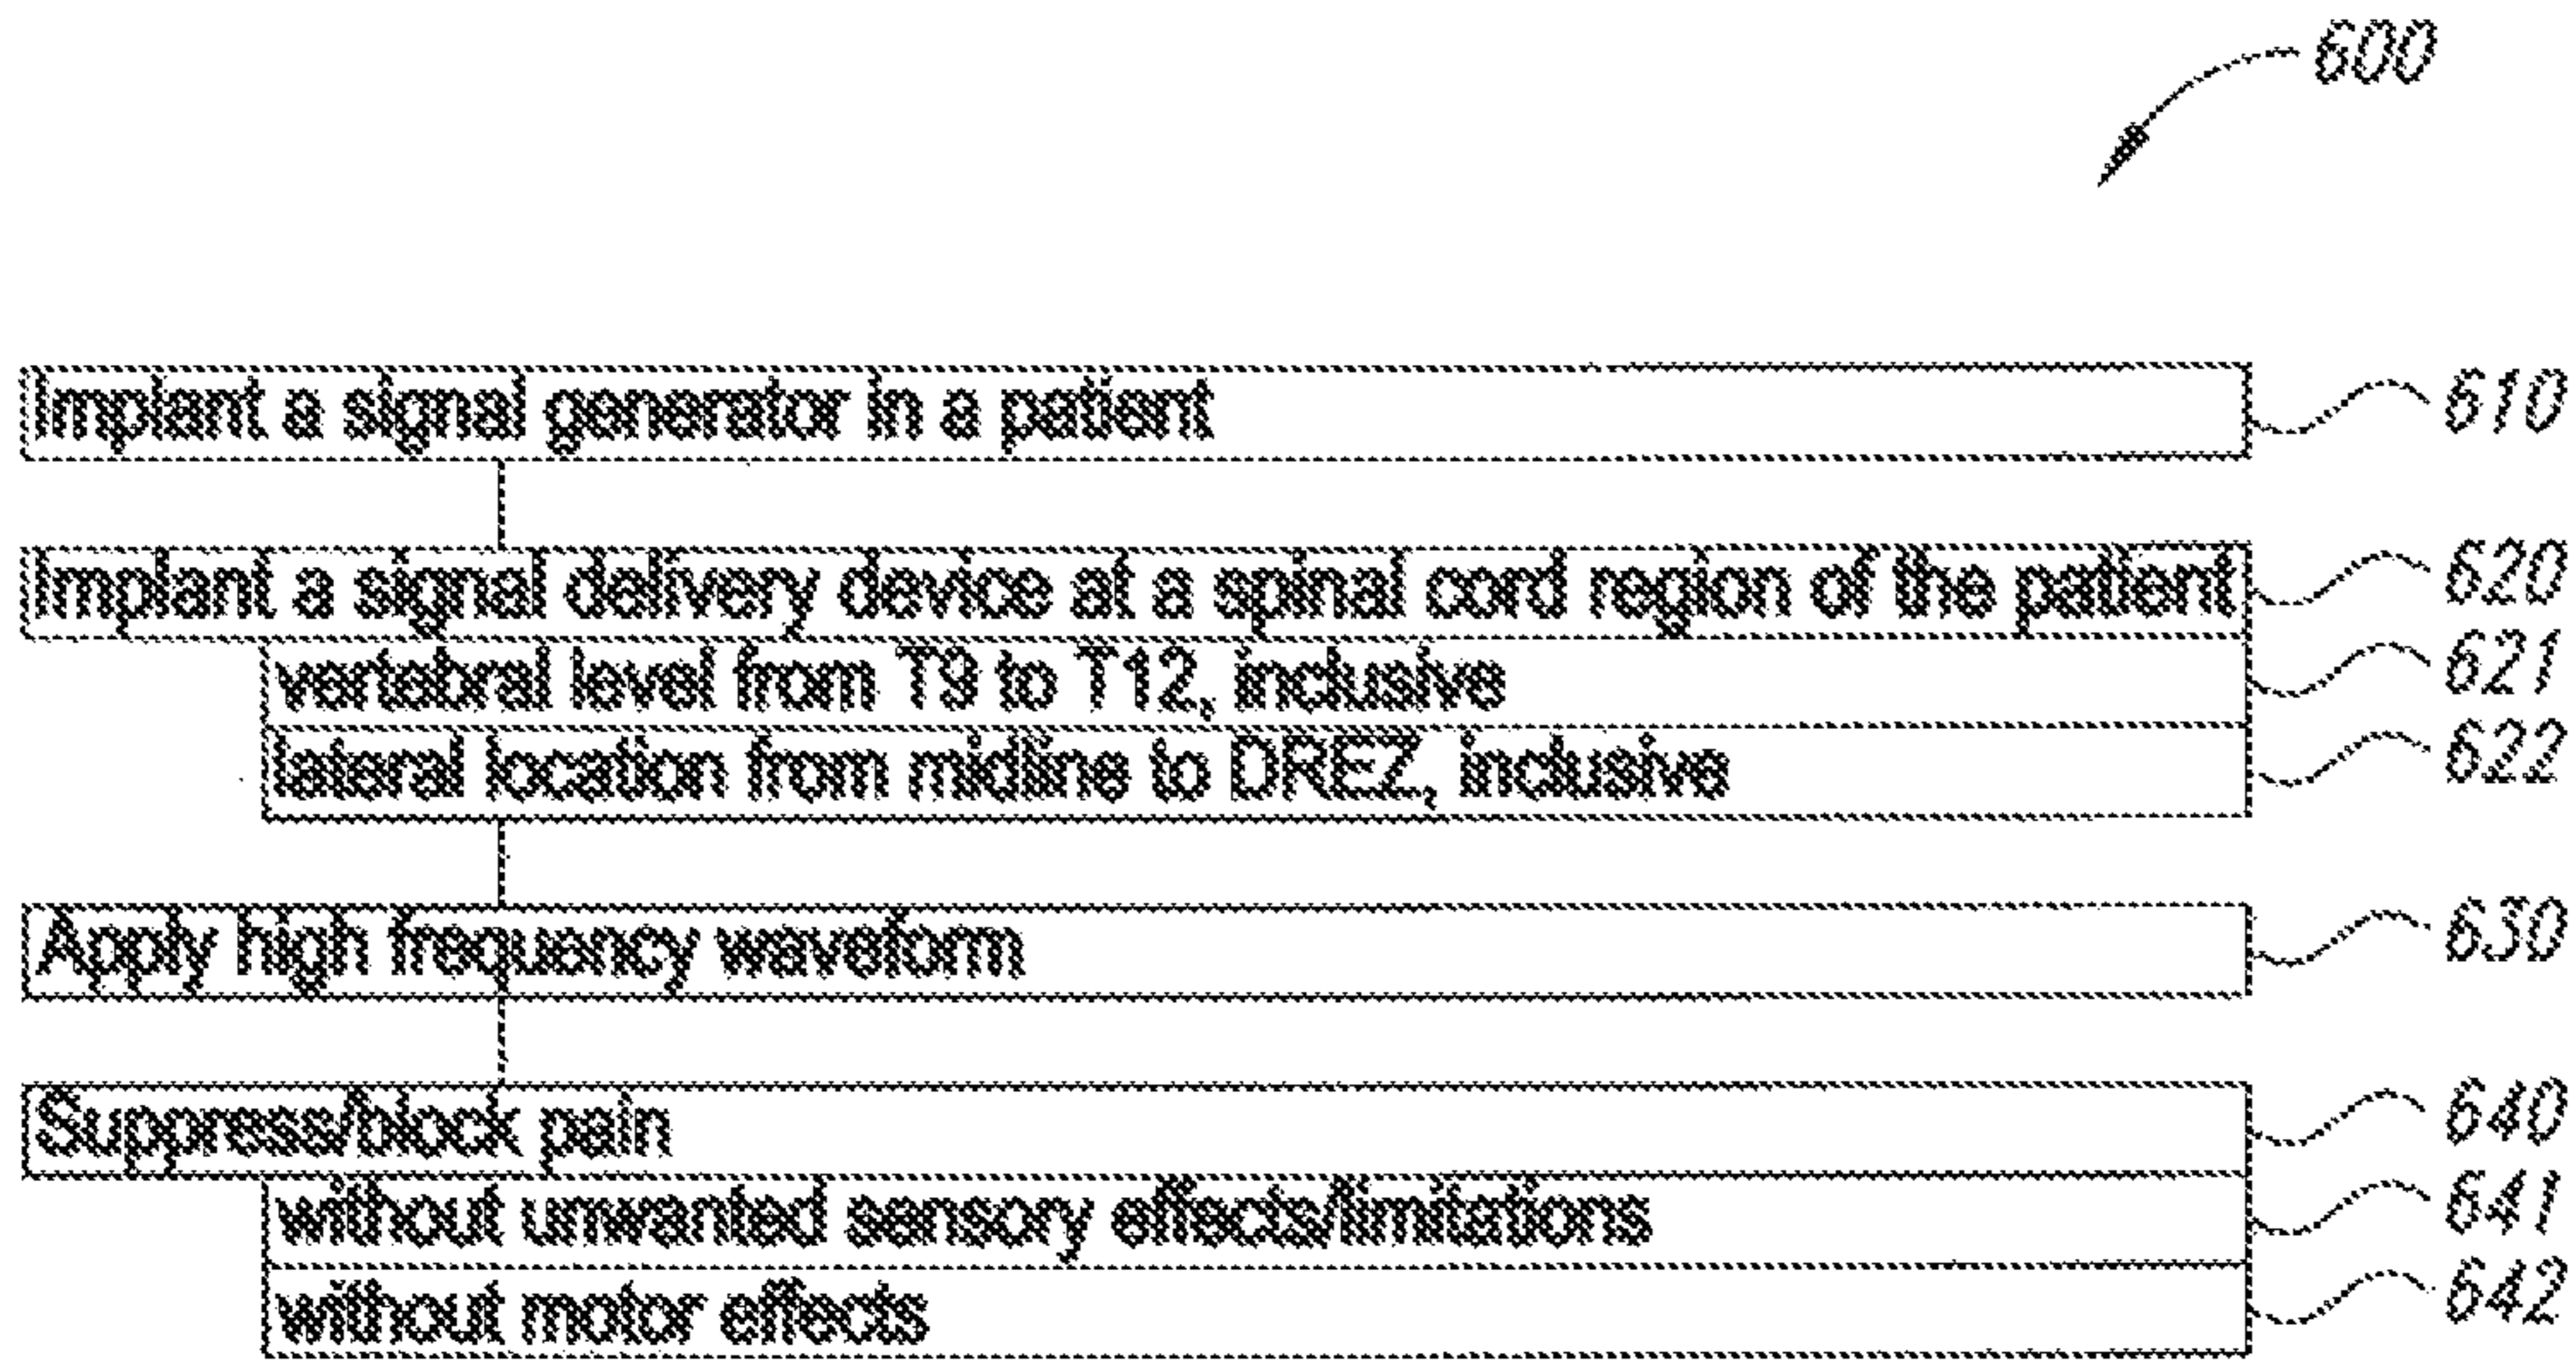 600
Implant a signal generator in a patient 610
Implant a signal delivery device at a spinal cord region of the patient 620
vertebral level from T9 to T12, inclusive 621
lateral location from midline to DREZ, inclusive 622
Apply high frequency waveform 630
Suppress/block pain 640
without unwanted sensory effects/limitations 641
without motor effects 642